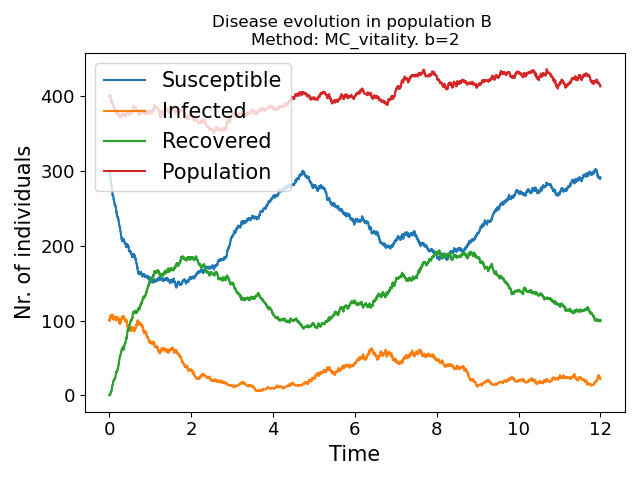 Disease evolution in population B
Method: MC_vitality. b=2
Susceptible
Infected
Recovered
Population
400
300
200
100
0
Nr. of individuals
0 2 4 6 8 10 12
Time